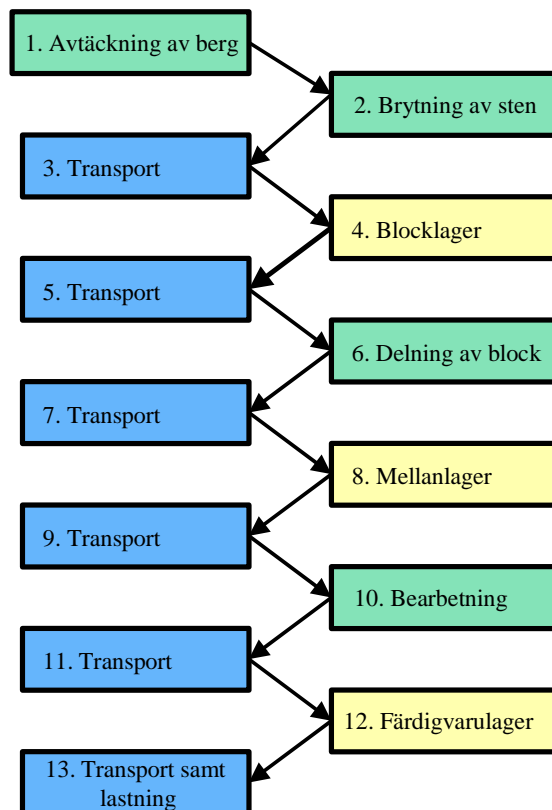 1. Avtäckning av berg
2. Brytning av sten
3. Transport
4. Blocklager
5. Transport
6. Delning av block
7. Transport
8. Mellanlager
9. Transport
10. Bearbetning
11. Transport
12. Färdigvarulager
13. Transport samt
lastning